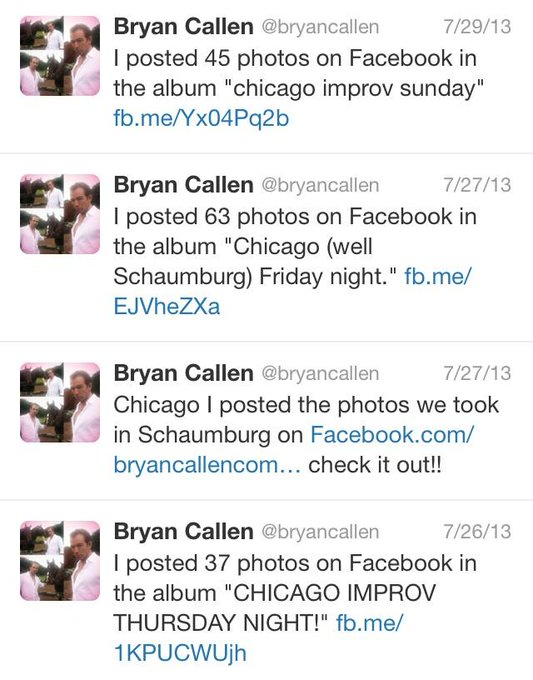 Bryan Callen @bryancallen 7/29/13
I posted 45 photos on Facebook in
the album "chicago improv sunday"
fb.me/Yx04Pq2b
Bryan Callen @bryancallen 7/27/13
I posted 63 photos on Facebook in
the album "Chicago (well
Schaumburg) Friday night." fb.me/
EJVheZXa
Bryan Callen @bryancallen 7/27/13
Chicago I posted the photos we took
in Schaumburg on Facebook.com/
bryancallencom… check it out!!
Bryan Callen @bryancallen 7/26/13
I posted 37 photos on Facebook in
the album "CHICAGO IMPROV
THURSDAY NIGHT!" fb.me/
1KPUCWUjh